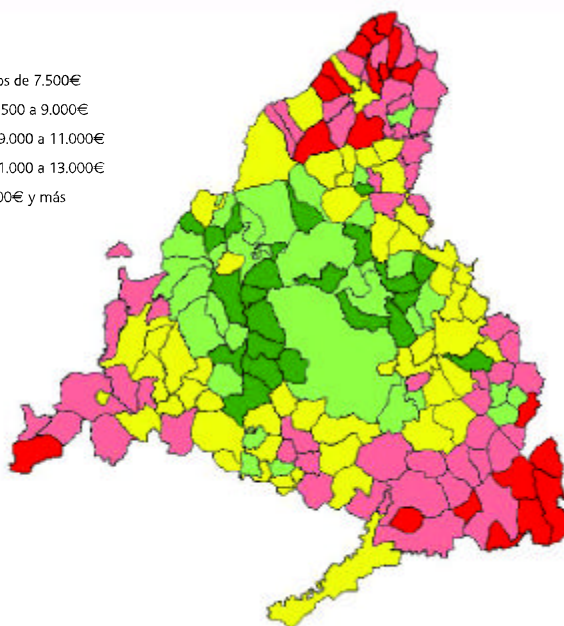 os de 7.500€
500 a 9.000€
9.000 a 11.000€
1.000 a 13.000€
00€ y más